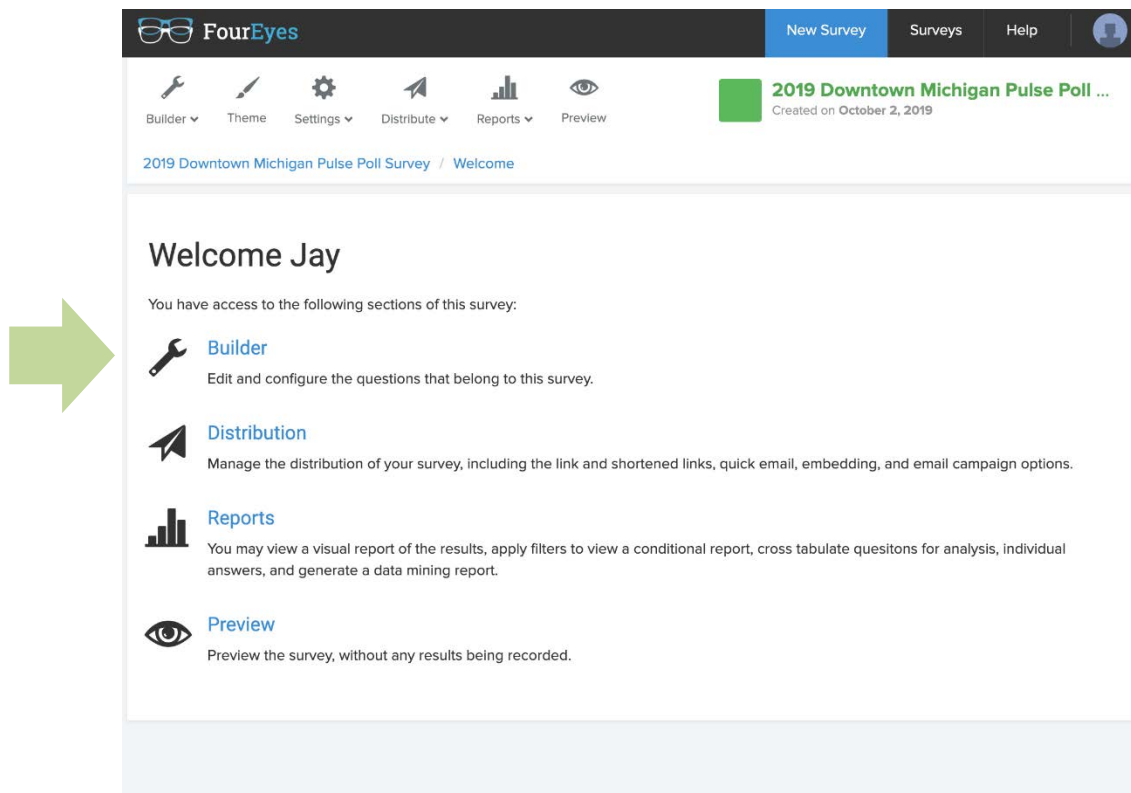 FourEyes
New Survey Surveys Help
Builder Theme Settings Distribute Reports Preview
2019 Downtown Michigan Pulse Poll ...
Created on October 2, 2019
2019 Downtown Michigan Pulse Poll Survey / Welcome
Welcome Jay
You have access to the following sections of this survey:
Builder
Edit and configure the questions that belong to this survey.
Distribution
Manage the distribution of your survey, including the link and shortened links, quick email, embedding, and email campaign options.
Reports
You may view a visual report of the results, apply filters to view a conditional report, cross tabulate quesitons for analysis, individual
answers, and generate a data mining report.
Preview
Preview the survey, without any results being recorded.